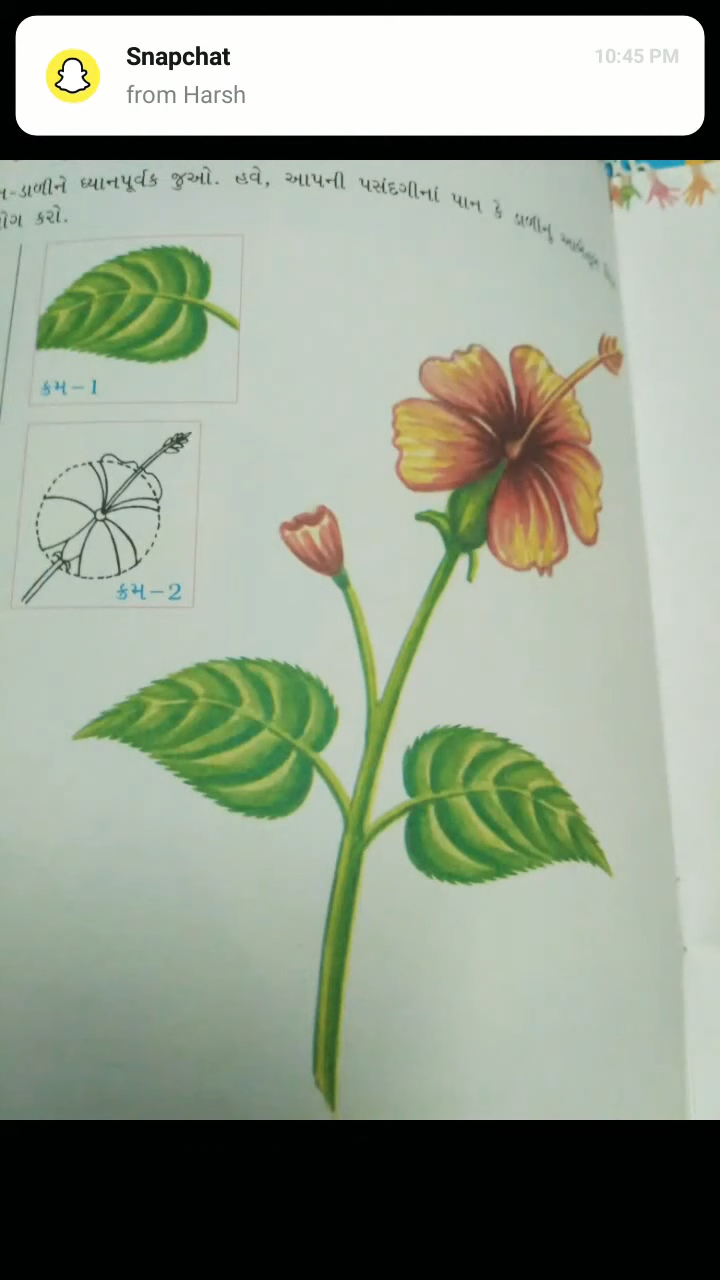 Snapchat
10:45 PM
from Harsh
ન-ડાળીને ધ્યાનપૂર્વક જુઓ. હવે, આપની પસંદગીનાં પાન કે ડાળીનું
કરો.
ક્રમ-1
ક્રમ-2